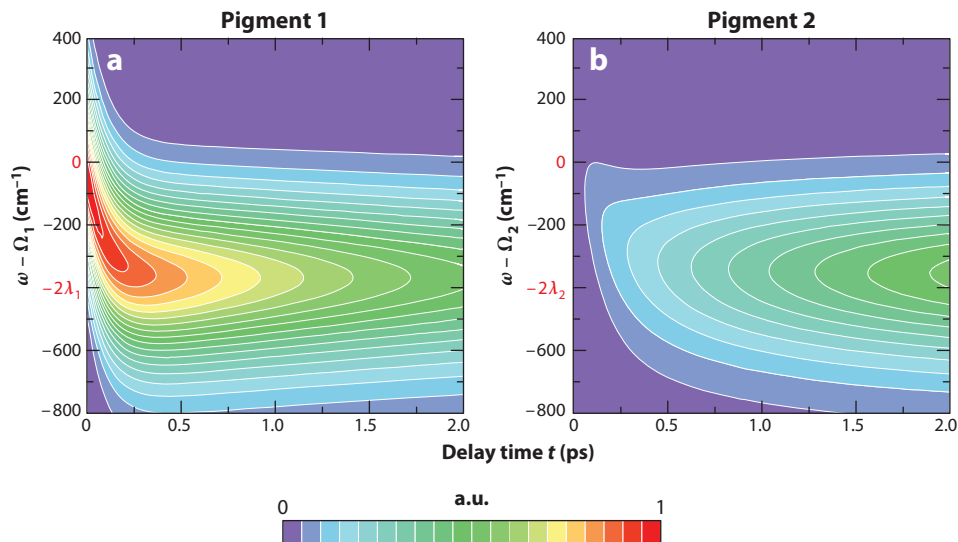 Pigment 1
Pigment 2
a
b
400
200
0
−200
−2λ₁
−600
−800
ω − Ω₁ (cm⁻¹)
0
0.5
1.0
1.5
2.0
400
200
0
−200
−2λ₂
−600
−800
ω − Ω₂ (cm⁻¹)
0
0.5
1.0
1.5
2.0
Delay time t (ps)
a.u.
0
1